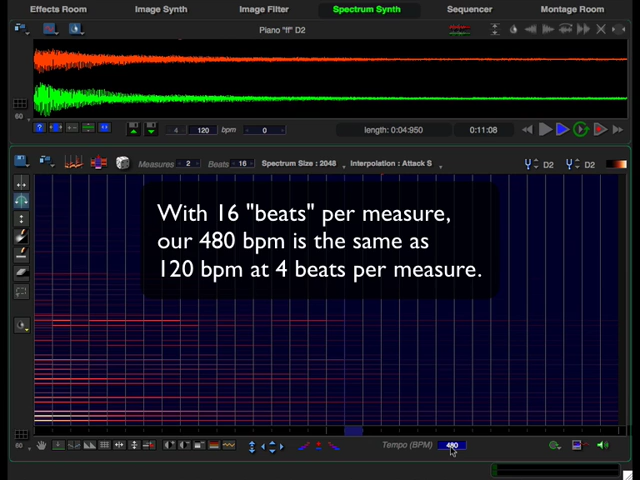 Effects Room Image Synth Image Filter Spectrum Synth Sequencer Montage Room
Piano "ff" D2
60
4 120 bpm 0 length: 0:04:950 0:11:08
Measures 2 Beats 16 Spectrum Size : 2048 Interpolation : Attack S D2 D2
With 16 "beats" per measure,
our 480 bpm is the same as
120 bpm at 4 beats per measure.
60 Tempo (BPM) 480